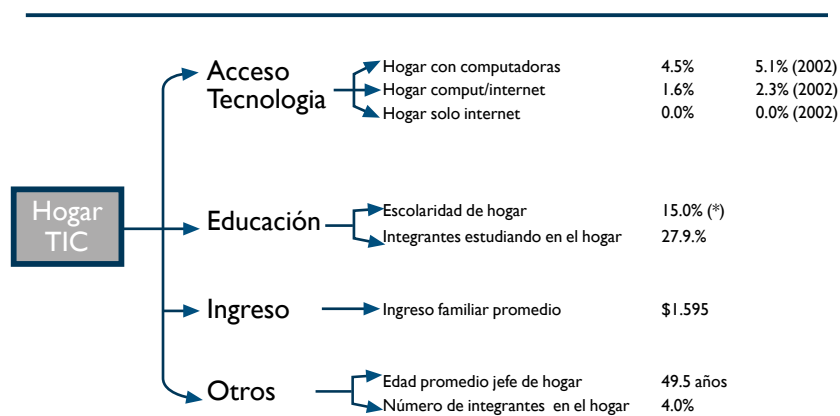 Acceso
Tecnologia
Hogar con computadoras 4.5% 5.1% (2002)
Hogar comput/internet 1.6% 2.3% (2002)
Hogar solo internet 0.0% 0.0% (2002)
Hogar
TIC
Educación
Escolaridad de hogar 15.0% (*)
Integrantes estudiando en el hogar 27.9.%
Ingreso
Ingreso familiar promedio $1.595
Otros
Edad promedio jefe de hogar 49.5 años
Número de integrantes en el hogar 4.0%